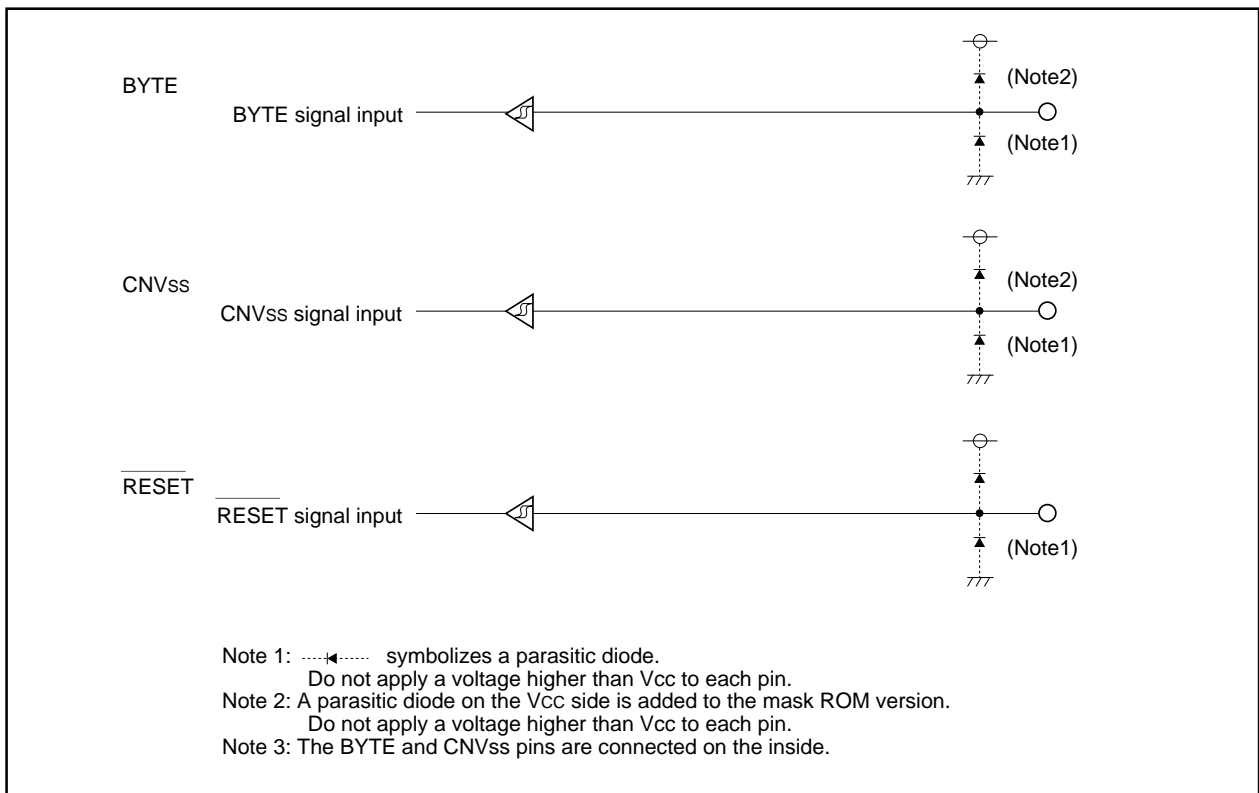 BYTE
BYTE signal input
(Note2)
(Note1)
CNVss
CNVss signal input
(Note2)
(Note1)
RESET
RESET signal input
(Note1)
Note 1: symbolizes a parasitic diode.
Do not apply a voltage higher than Vcc to each pin.
Note 2: A parasitic diode on the VCC side is added to the mask ROM version.
Do not apply a voltage higher than Vcc to each pin.
Note 3: The BYTE and CNVss pins are connected on the inside.